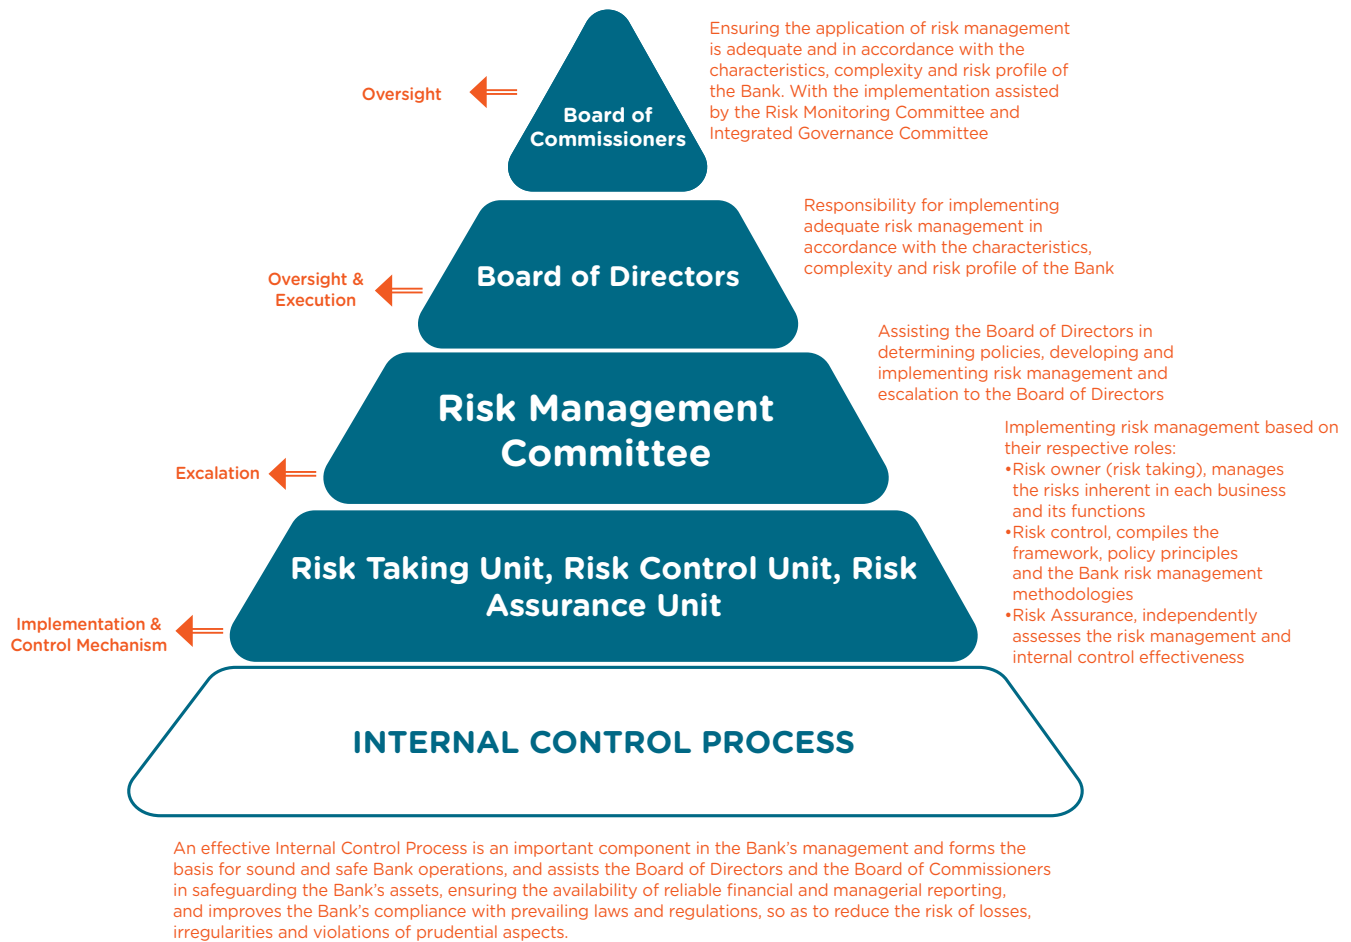 Oversight
Board of
Commissioners
Ensuring the application of risk management
is adequate and in accordance with the
characteristics, complexity and risk profile of
the Bank. With the implementation assisted
by the Risk Monitoring Committee and
Integrated Governance Committee
Oversight &
Execution
Board of Directors
Responsibility for implementing
adequate risk management in
accordance with the characteristics,
complexity and risk profile of the Bank
Excalation
Risk Management
Committee
Assisting the Board of Directors in
determining policies, developing and
implementing risk management and
escalation to the Board of Directors
Implementation &
Control Mechanism
Risk Taking Unit, Risk Control Unit, Risk
Assurance Unit
Implementing risk management based on
their respective roles:
•Risk owner (risk taking), manages
the risks inherent in each business
and its functions
•Risk control, compiles the
framework, policy principles
and the Bank risk management
methodologies
•Risk Assurance, independently
assesses the risk management and
internal control effectiveness
INTERNAL CONTROL PROCESS
An effective Internal Control Process is an important component in the Bank’s management and forms the
basis for sound and safe Bank operations, and assists the Board of Directors and the Board of Commissioners
in safeguarding the Bank’s assets, ensuring the availability of reliable financial and managerial reporting,
and improves the Bank’s compliance with prevailing laws and regulations, so as to reduce the risk of losses,
irregularities and violations of prudential aspects.